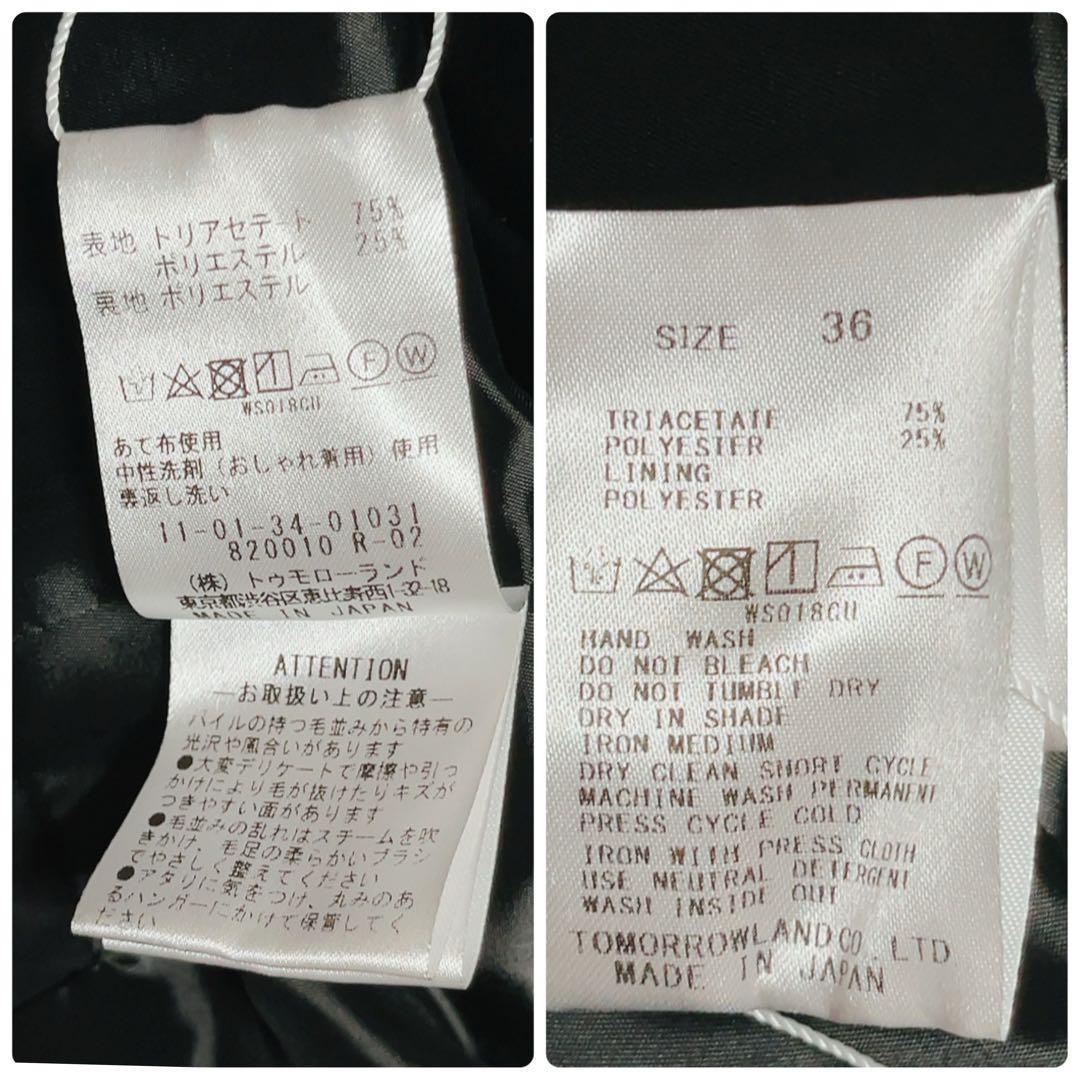 表地 トリアセテート 75%
ポリエステル 25%
裏地 ポリエステル
F W
WS018CU
あて布使用
中性洗剤（おしゃれ着用）使用
裏返し洗い
11-01-34-01031
820010 R-02
（株）トゥモローランド
東京都渋谷区恵比寿西1-32-18
MADE IN JAPAN
ATTENTION
—お取扱い上の注意—
パイルの持つ毛並みから特有の
光沢や風合いがあります
●大変デリケートで摩擦や引っ
かけにより毛が抜けたりキズが
つきやすい面があります
●毛並みの乱れはスチームを吹
きかけ、毛足の柔らかいブラシ
でやさしく整えてください
●アタリに気をつけ、丸みのあ
るハンガーにかけて保管してく
ださい
SIZE 36
TRIACETATE 75%
POLYESTER 25%
LINING
POLYESTER
F W
WS018CU
HAND WASH
DO NOT BLEACH
DO NOT TUMBLE DRY
DRY IN SHADE
IRON MEDIUM
DRY CLEAN SHORT CYCLE
MACHINE WASH PERMANENT
PRESS CYCLE COLD
IRON WITH PRESS CLOTH
USE NEUTRAL DETERGENT
WASH INSIDE OUT
TOMORROWLAND CO., LTD
MADE IN JAPAN